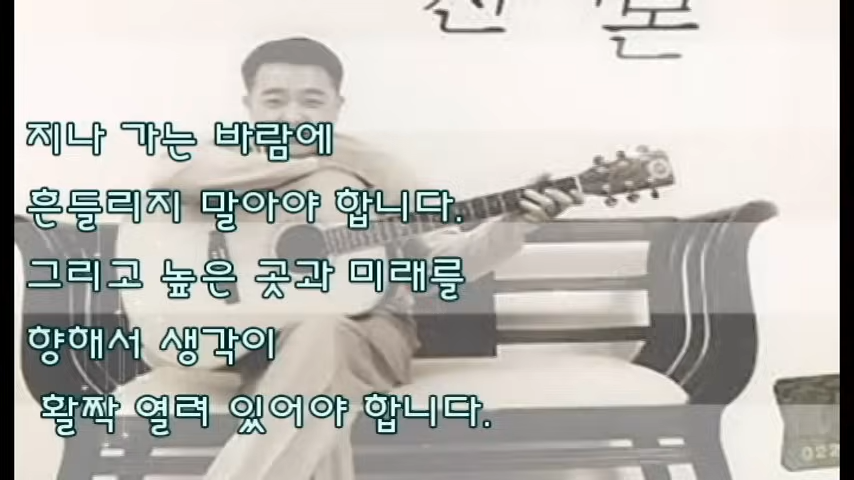 지나 가는 바람에
흔들리지 말아야 합니다.
그리고 높은 곳과 미래를
향해서 생각이
활짝 열려 있어야 합니다.
022